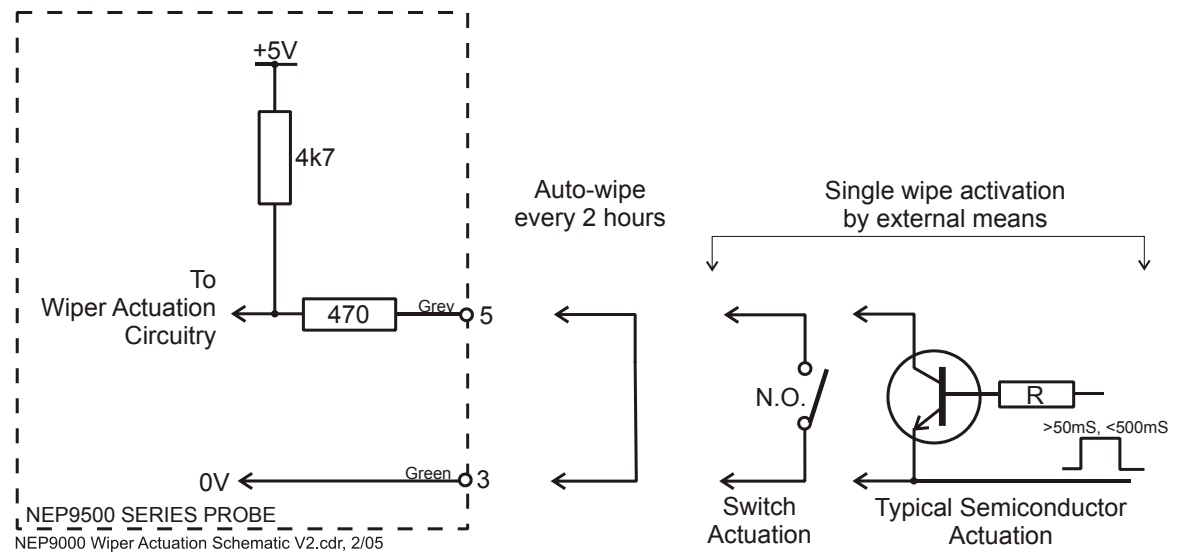 +5V
4k7
To
Wiper Actuation
Circuitry
470
Grey
5
0V
Green
3
NEP9500 SERIES PROBE
NEP9000 Wiper Actuation Schematic V2.cdr, 2/05
Auto-wipe
every 2 hours
Single wipe activation
by external means
N.O.
R
>50mS, <500mS
Switch
Actuation
Typical Semiconductor
Actuation